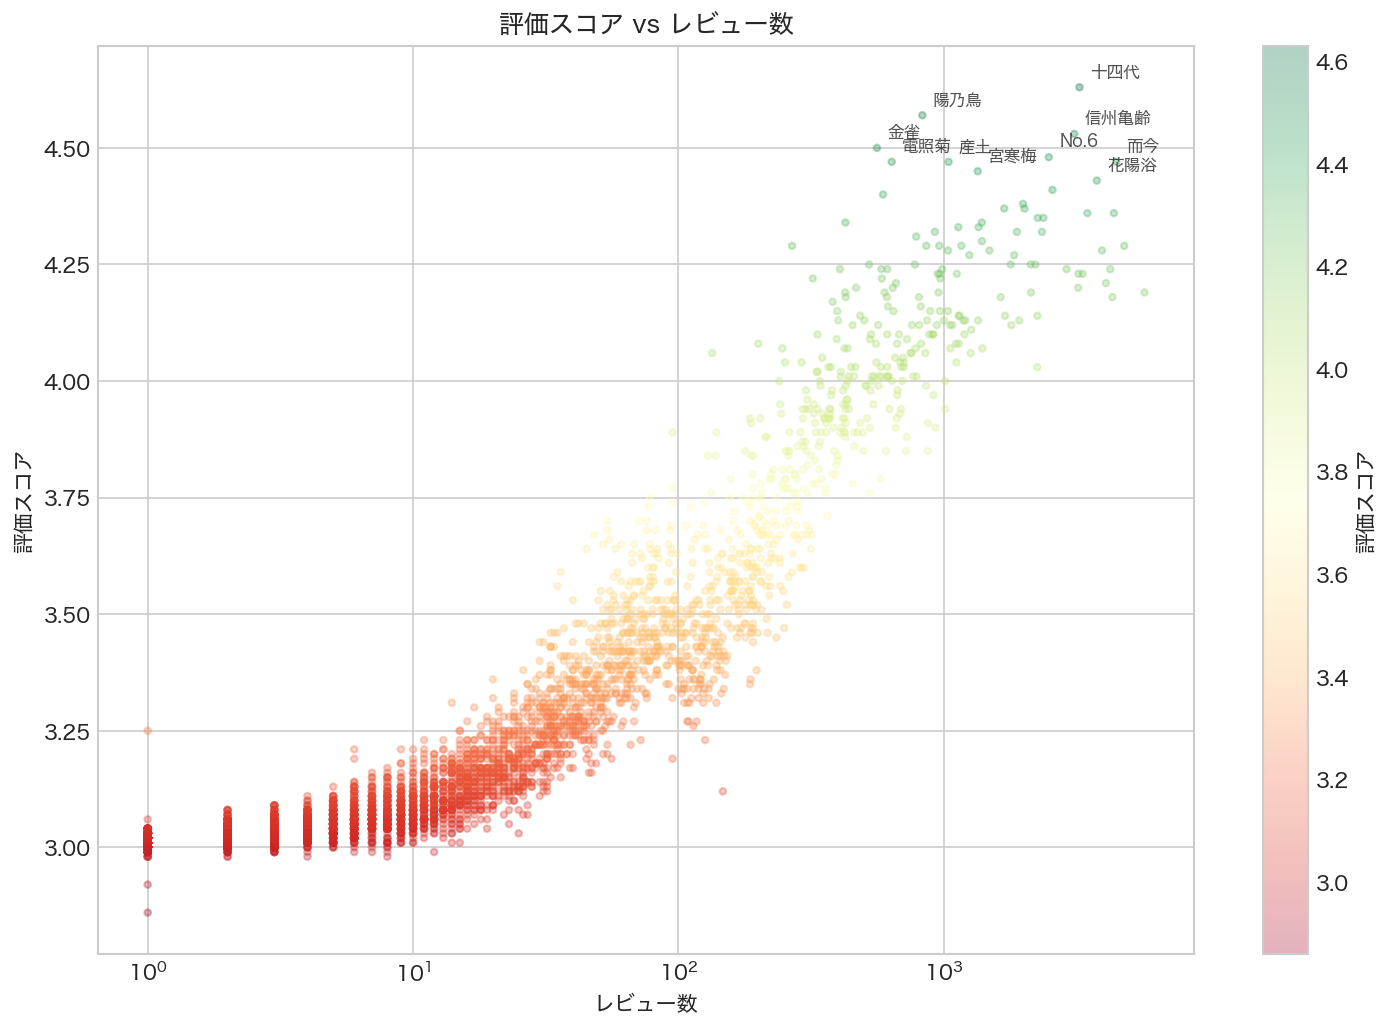 評価スコア vs レビュー数
十四代
陽乃鳥
信州亀齢
金雀
No.6
電照菊
産土
而今
宮寒梅
花陽浴
4.50
4.25
4.00
3.75
3.50
3.25
3.00
評価スコア
10⁰
10¹
10²
10³
レビュー数
4.6
4.4
4.2
4.0
3.8
3.6
3.4
3.2
3.0
評価スコア